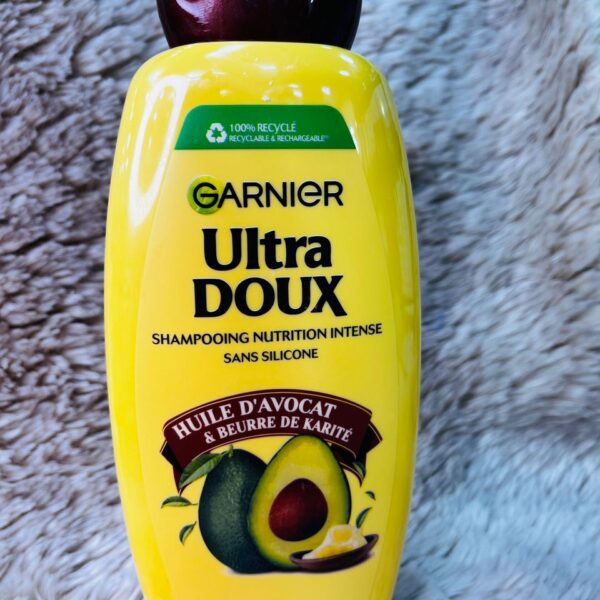 100% RECYCLÉ
RECYCLABLE & RECHARGEABLE
GARNIER
Ultra
DOUX
SHAMPOOING NUTRITION INTENSE
SANS SILICONE
HUILE D'AVOCAT
& BEURRE DE KARITÉ